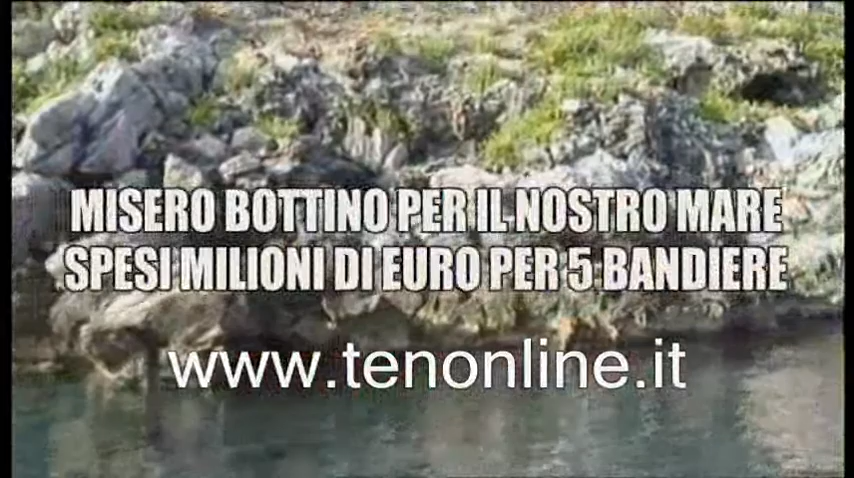 MISERO BOTTINO PER IL NOSTRO MARE
SPESI MILIONI DI EURO PER 5 BANDIERE
www.tenonline.it